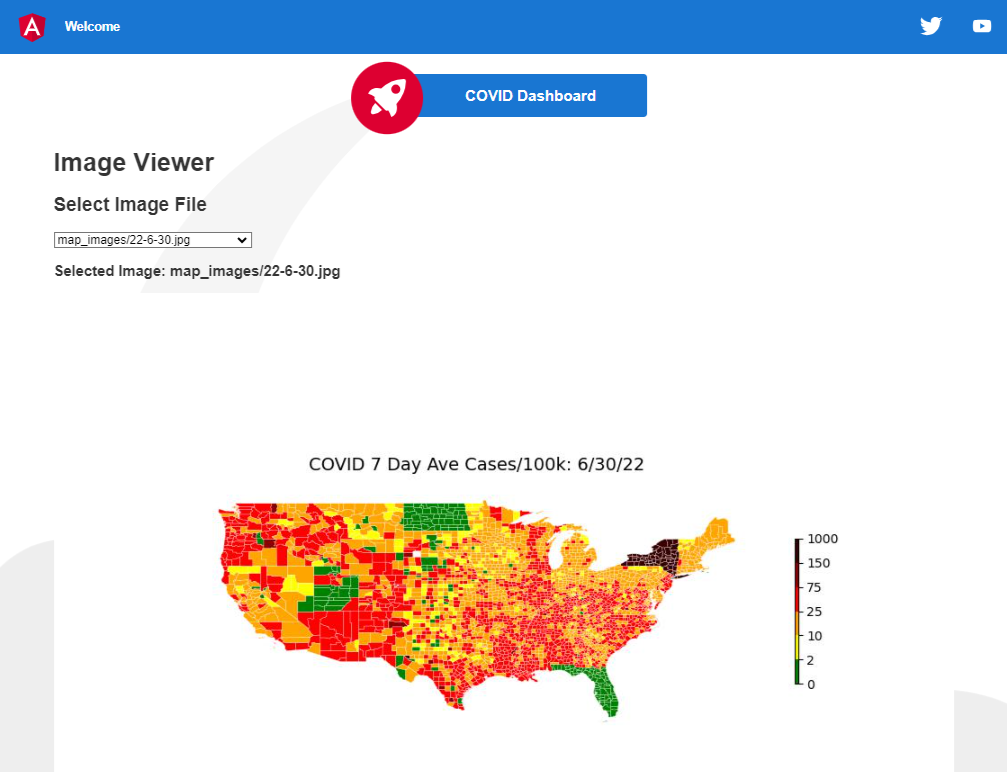 Welcome
COVID Dashboard
Image Viewer
Select Image File
map_images/22-6-30.jpg
Selected Image: map_images/22-6-30.jpg
COVID 7 Day Ave Cases/100k: 6/30/22
1000
150
75
25
10
2
0